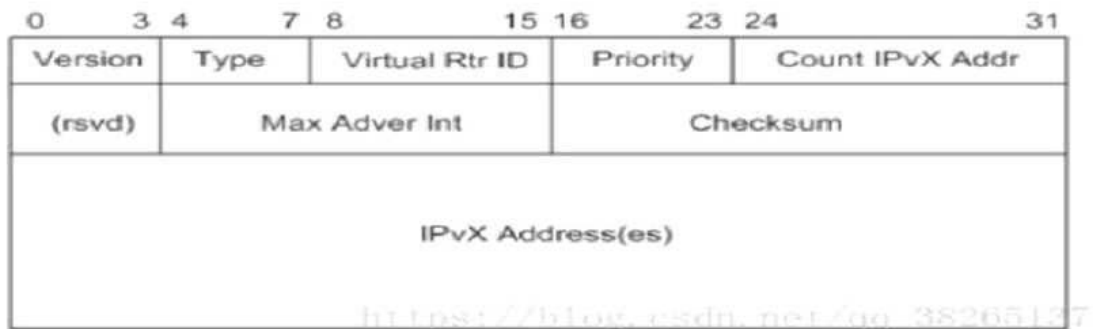 0 3 4 7 8 15 16 23 24 31
Version Type Virtual Rtr ID Priority Count IPvX Addr
(rsvd) Max Adver Int Checksum
IPvX Address(es)
https://blog.csdn.net/qq_38265137